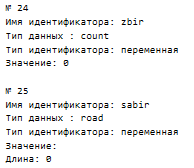 № 24
Имя идентификатора: zbir
Тип данных : count
Тип идентификатора: переменная
Значение: 0
№ 25
Имя идентификатора: sabir
Тип данных : road
Тип идентификатора: переменная
Значение:
Длина: 0